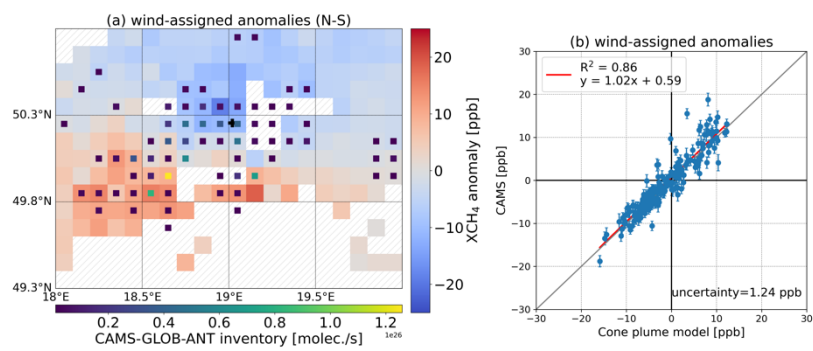 (a) wind-assigned anomalies (N-S)
50.3°N
49.8°N
49.3°N
18°E
18.5°E
19°E
19.5°E
20
10
0
−10
−20
XCH₄ anomaly [ppb]
0.2 0.4 0.6 0.8 1.0 1.2
1e26
CAMS-GLOB-ANT inventory [molec./s]
(b) wind-assigned anomalies
R² = 0.86
y = 1.02x + 0.59
30
20
10
0
−10
−20
−30
CAMS
[ppb]
uncertainty=1.24 ppb
−30 −20 −10 0 10 20 30
Cone plume model [ppb]